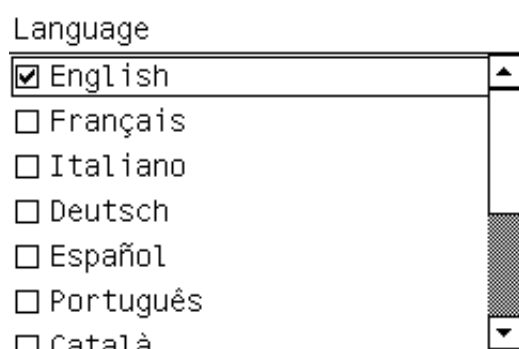 Language
English
Français
Italiano
Deutsch
Español
Português
Català